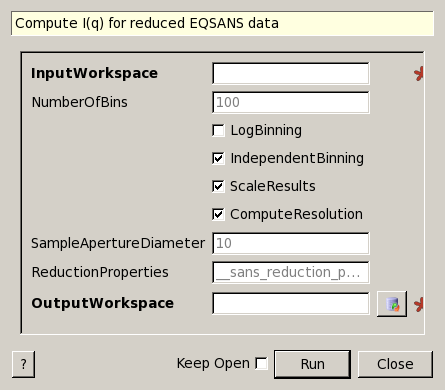 Compute I(q) for reduced EQSANS data
InputWorkspace
NumberOfBins 100
LogBinning
IndependentBinning
ScaleResults
ComputeResolution
SampleApertureDiameter 10
ReductionProperties __sans_reduction_p...
OutputWorkspace
? Keep Open Run Close